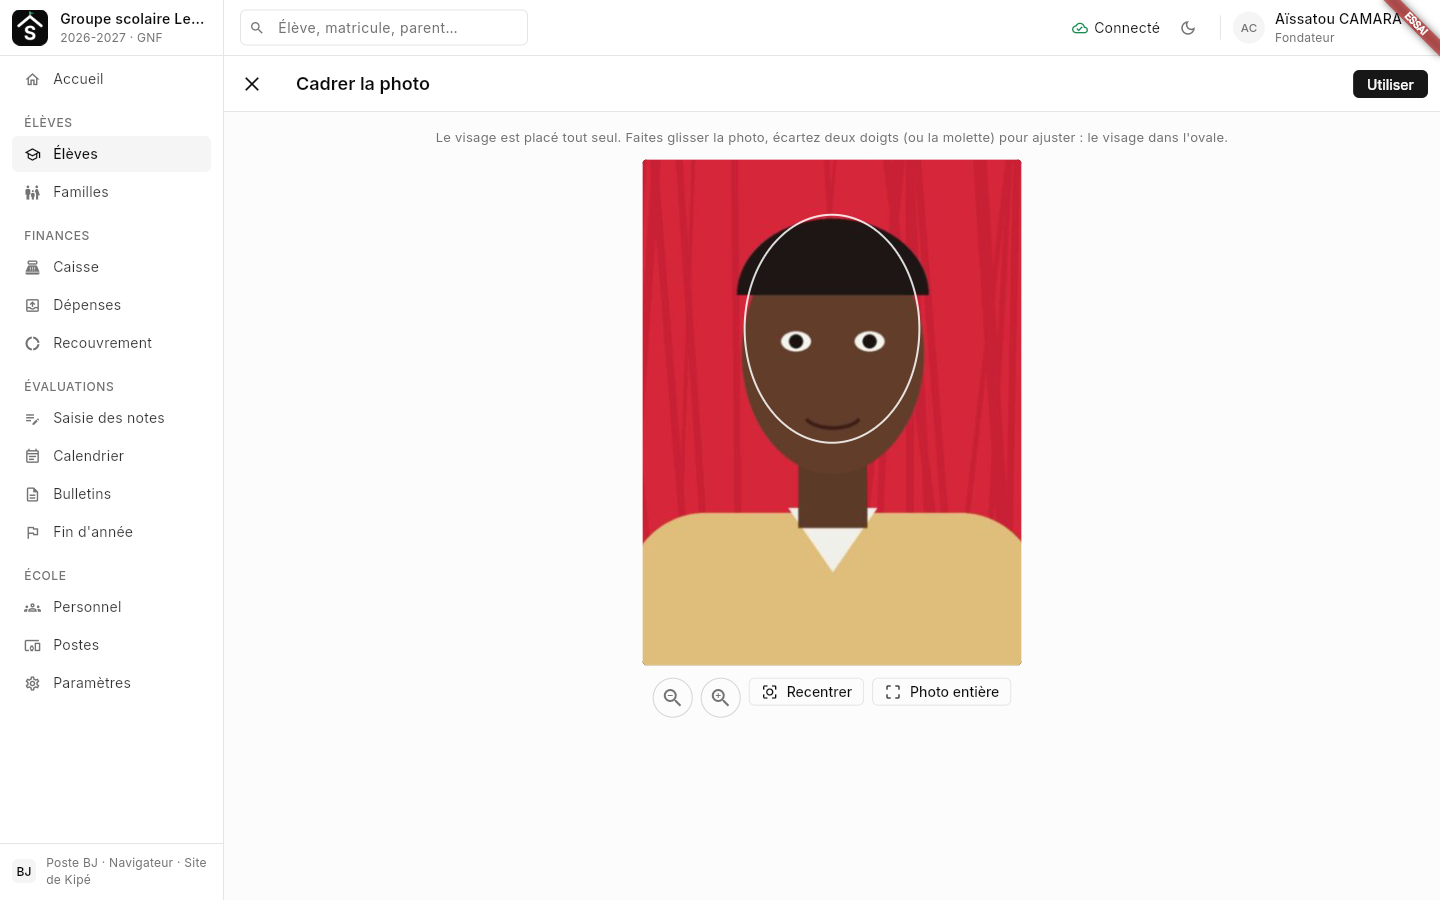 Groupe scolaire Le...
2026-2027 · GNF
Élève, matricule, parent...
Connecté
AC
Aïssatou CAMARA
Fondateur
ESSAI
Accueil
ÉLÈVES
Élèves
Familles
FINANCES
Caisse
Dépenses
Recouvrement
ÉVALUATIONS
Saisie des notes
Calendrier
Bulletins
Fin d'année
ÉCOLE
Personnel
Postes
Paramètres
BJ
Poste BJ · Navigateur · Site
de Kipé
Cadrer la photo
Utiliser
Le visage est placé tout seul. Faites glisser la photo, écartez deux doigts (ou la molette) pour ajuster : le visage dans l'ovale.
Recentrer
Photo entière